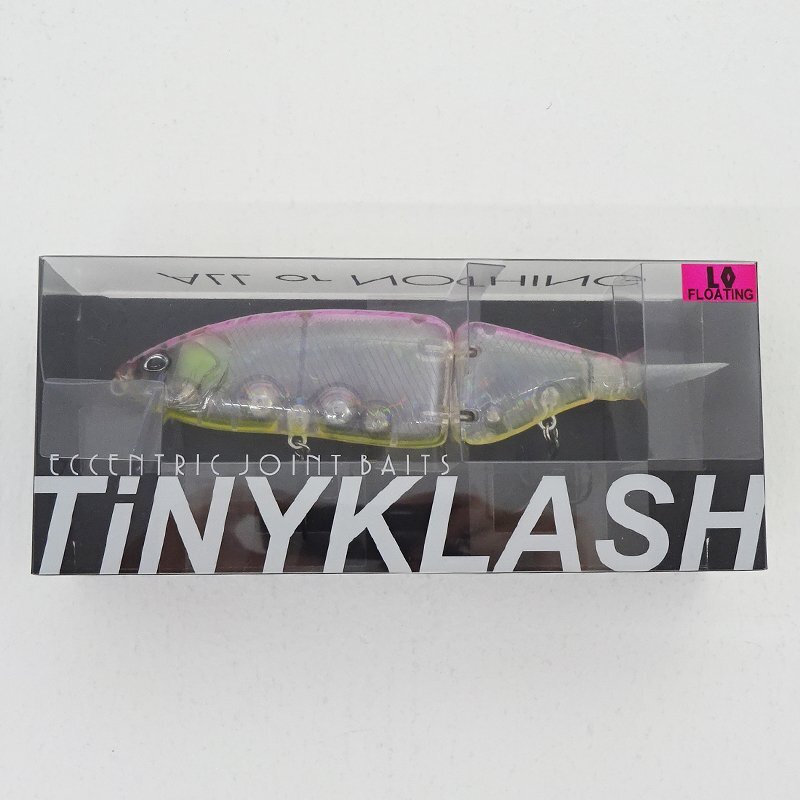 ALL or NOTHING
LO
FLOATING
ECCENTRIC JOINT BAITS
TiNYKLASH